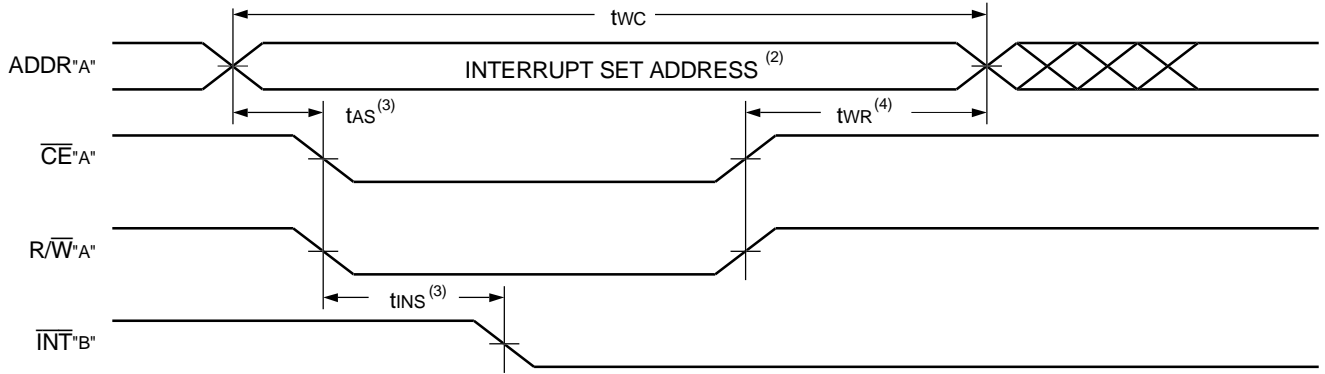 tWC
ADDR"A"
INTERRUPT SET ADDRESS (2)
tAS(3)
tWR(4)
CE"A"
R/W"A"
tINS(3)
INT"B"